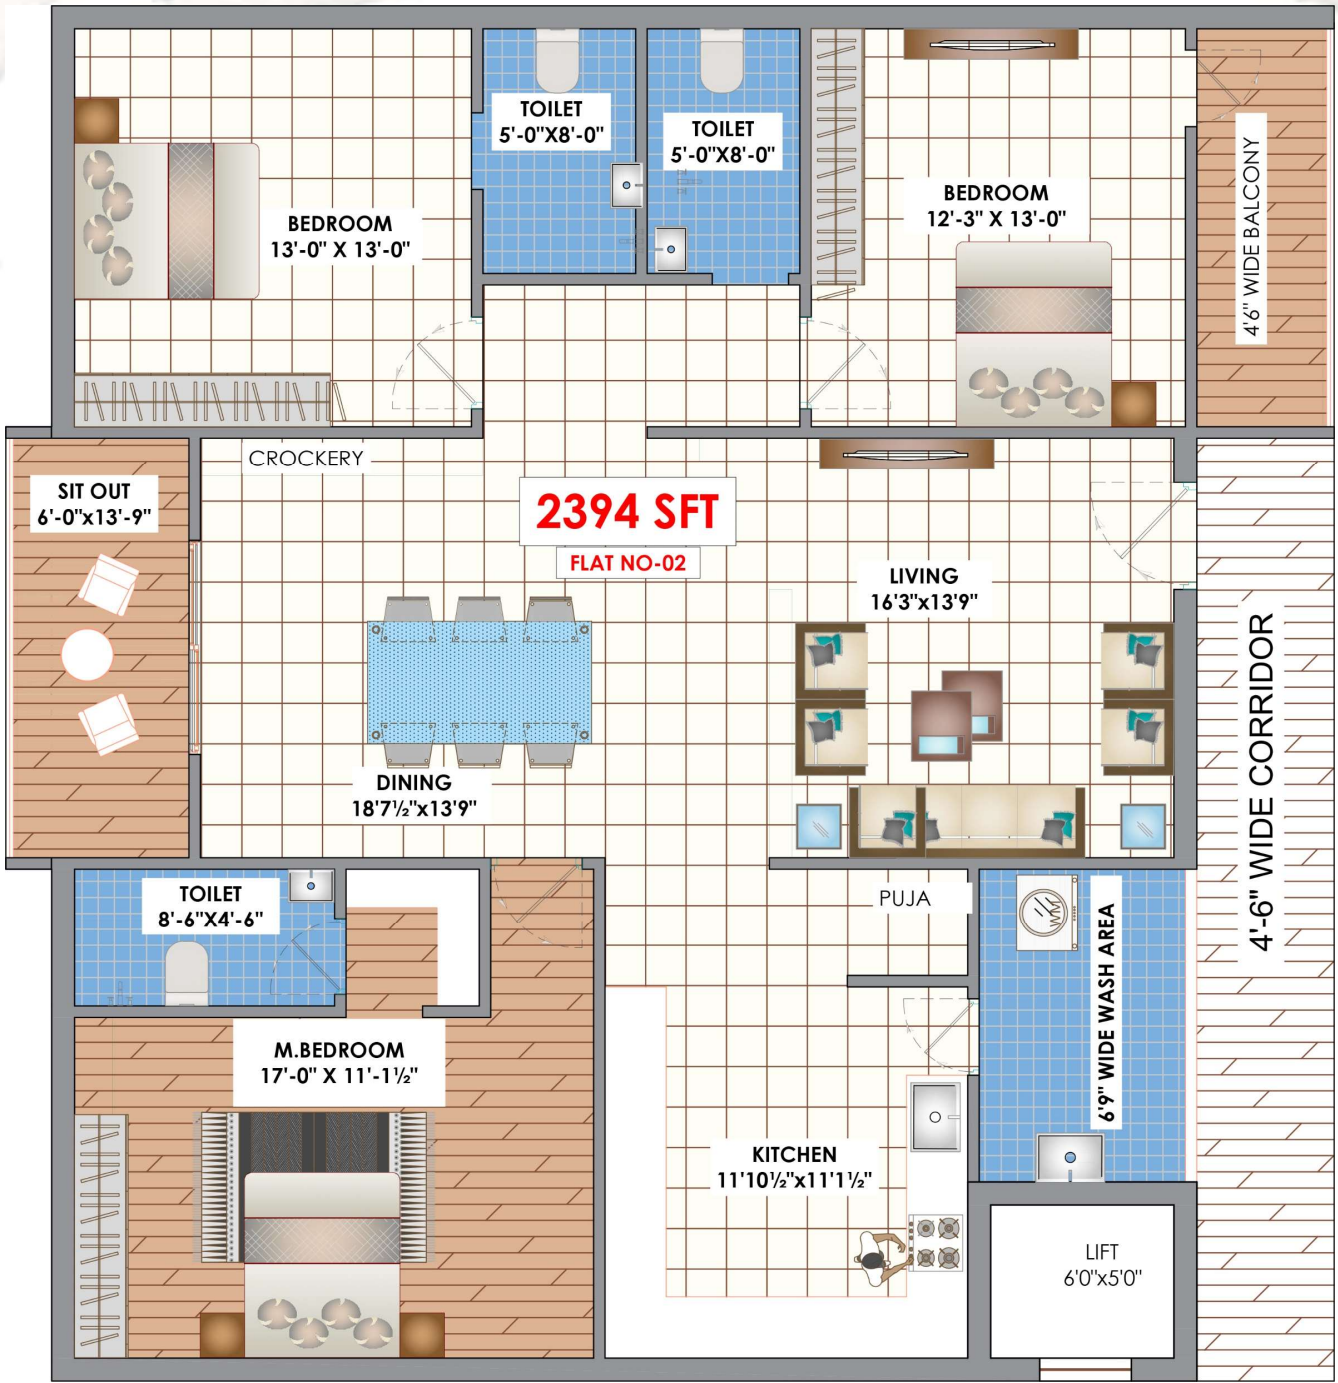 TOILET
5'-0"X8'-0"
TOILET
5'-0"X8'-0"
BEDROOM
13'-0" X 13'-0"
BEDROOM
12'-3" X 13'-0"
4'6" WIDE BALCONY
CROCKERY
SIT OUT
6'-0"x13'-9"
2394 SFT
FLAT NO-02
LIVING
16'3"x13'9"
DINING
18'7½"x13'9"
4'-6" WIDE CORRIDOR
TOILET
8'-6"X4'-6"
PUJA
6'9" WIDE WASH AREA
M.BEDROOM
17'-0" X 11'-1½"
KITCHEN
11'10½"x11'1½"
LIFT
6'0"x5'0"